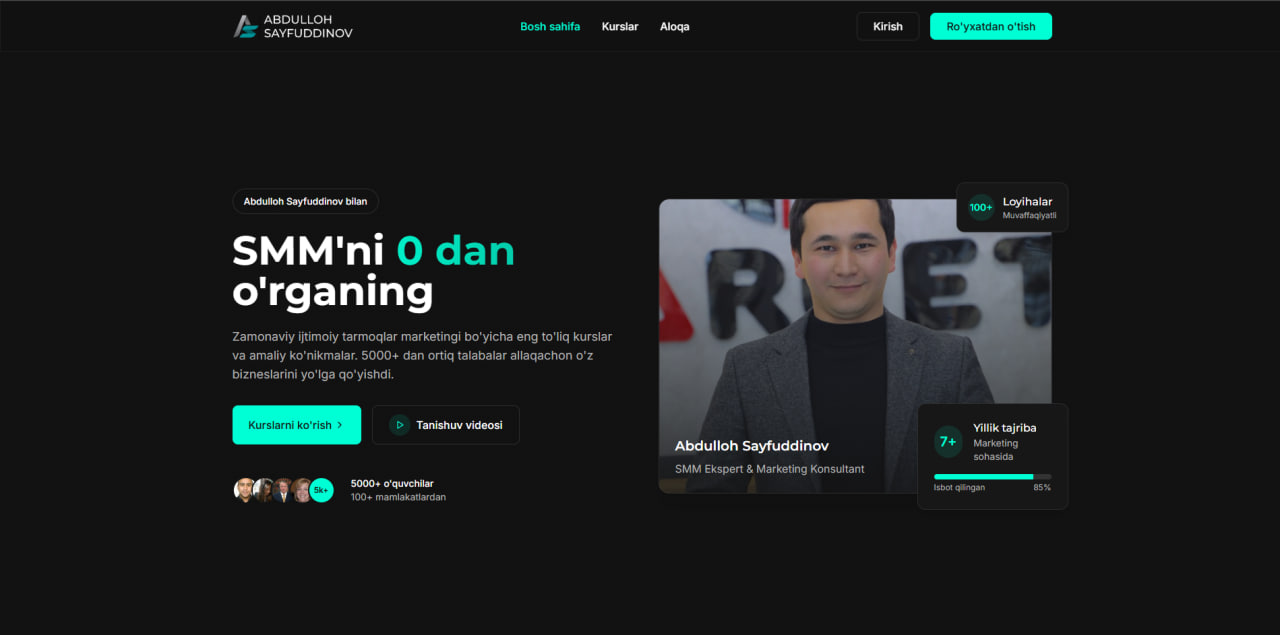 ABDULLOH
SAYFUDDINOV
Bosh sahifa
Kurslar
Aloqa
Kirish
Ro'yxatdan o'tish
Abdulloh Sayfuddinov bilan
SMM'ni 0 dan
o'rganing
Zamonaviy ijtimoiy tarmoqlar marketingi bo'yicha eng to'liq kurslar
va amaliy ko'nikmalar. 5000+ dan ortiq talabalar allaqachon o'z
bizneslarini yo'lga qo'yishdi.
Kurslarni ko'rish
Tanishuv videosi
5k+
5000+ o'quvchilar
100+ mamlakatlardan
100+
Loyihalar
Muvaffaqiyatli
ARKET
Abdulloh Sayfuddinov
SMM Ekspert & Marketing Konsultant
7+
Yillik tajriba
Marketing
sohasida
Isbot qilingan
85%